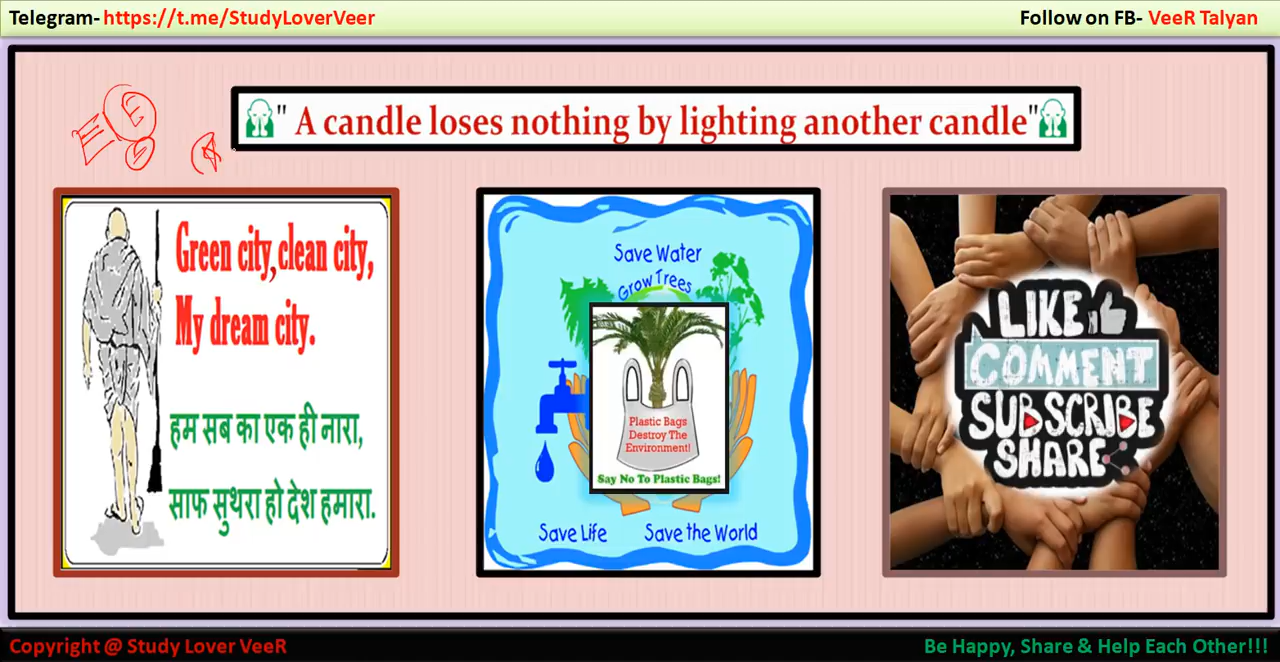 Telegram- https://t.me/StudyLoverVeer
Follow on FB- VeeR Talyan
" A candle loses nothing by lighting another candle"
Green city, clean city,
My dream city.
हम सब का एक ही नारा,
साफ सुथरा हो देश हमारा.
Save Water
Grow Trees
Plastic Bags
Destroy The
Environment!
Say No To Plastic Bags!
Save Life
Save the World
LIKE
COMMENT
SUBSCRIBE
SHARE
Copyright @ Study Lover VeeR
Be Happy, Share & Help Each Other!!!